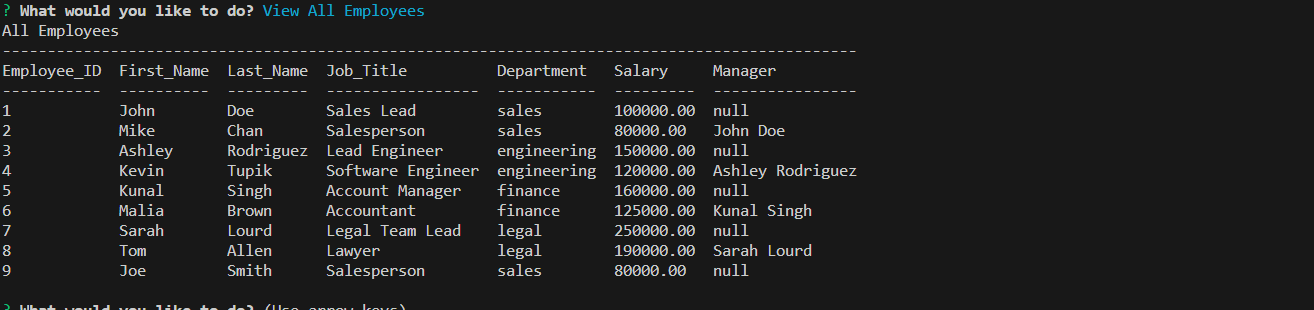 ? What would you like to do? View All Employees
All Employees
-----------------------------------------------------------------------------------------------
Employee_ID  First_Name  Last_Name  Job_Title          Department   Salary     Manager
-----------  ----------  ---------  -----------------  -----------  ---------  ----------------
1            John        Doe        Sales Lead         sales        100000.00  null
2            Mike        Chan       Salesperson        sales        80000.00   John Doe
3            Ashley      Rodriguez  Lead Engineer      engineering  150000.00  null
4            Kevin       Tupik      Software Engineer  engineering  120000.00  Ashley Rodriguez
5            Kunal       Singh      Account Manager    finance      160000.00  null
6            Malia       Brown      Accountant         finance      125000.00  Kunal Singh
7            Sarah       Lourd      Legal Team Lead    legal        250000.00  null
8            Tom         Allen      Lawyer             legal        190000.00  Sarah Lourd
9            Joe         Smith      Salesperson        sales        80000.00   null
? What would you like to do? (Use arrow keys)